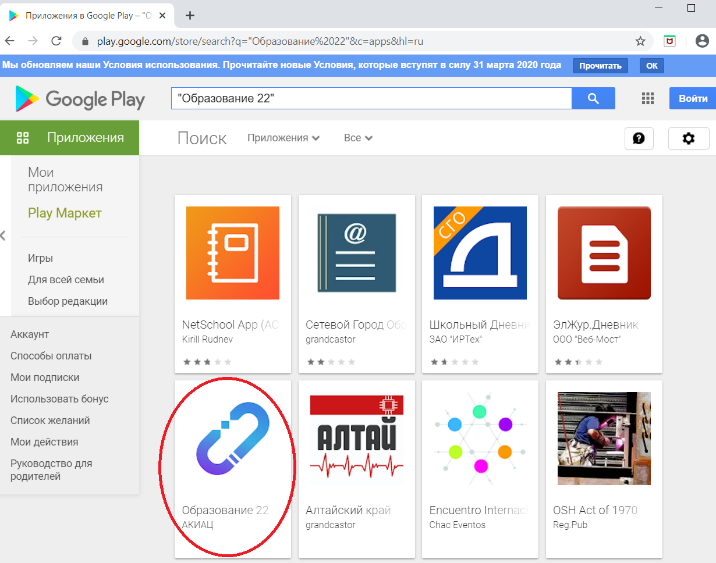 Приложения в Google Play – "О
play.google.com/store/search?q="Образование%2022"&c=apps&hl=ru
Мы обновляем наши Условия использования. Прочитайте новые Условия, которые вступят в силу 31 марта 2020 года
Прочитать
ОК
Google Play
"Образование 22"
Войти
Приложения
Поиск
Приложения
Все
Мои
приложения
Play Маркет
Игры
Для всей семьи
Выбор редакции
Аккаунт
Способы оплаты
Мои подписки
Использовать бонус
Список желаний
Мои действия
Руководство для
родителей
NetSchool App (АС
Kirill Rudnev
@
Сетевой Город Об
grandcastor
СГО
Д
Школьный Дневн
ЗАО "ИРТех"
ЭлЖур.Дневник
ООО "Веб-Мост"
Образование 22
АКИАЦ
АЛТАЙ
Алтайский край
grandcastor
Encuentro Internac
Chac Eventos
OSH Act of 1970
Reg.Pub